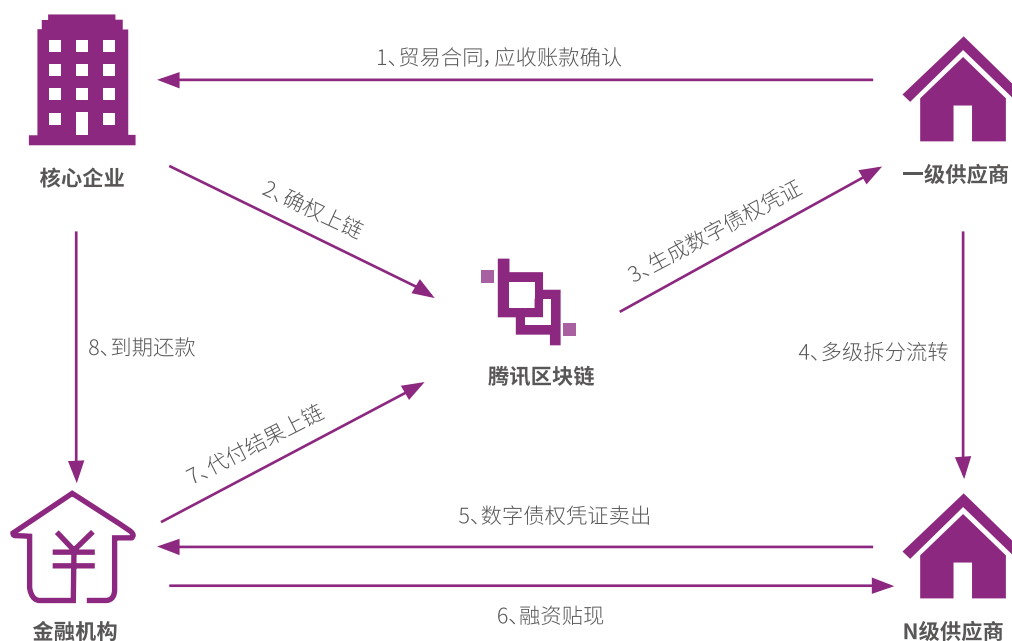 1、贸易合同，应收账款确认
核心企业
一级供应商
2、确权上链
3、生成数字债权凭证
腾讯区块链
8、到期还款
4、多级拆分流转
7、代付结果上链
5、数字债权凭证卖出
6、融资贴现
金融机构
N级供应商